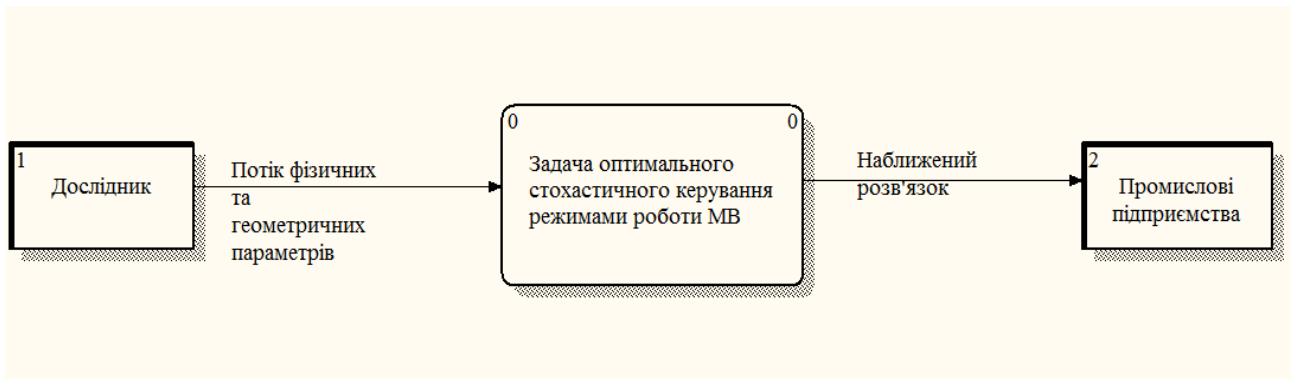 1
Дослідник
Потік фізичних
та
геометричних
параметрів
0
0
Задача оптимального
стохастичного керування
режимами роботи МВ
Наближений
розв'язок
2
Промислові
підприємства